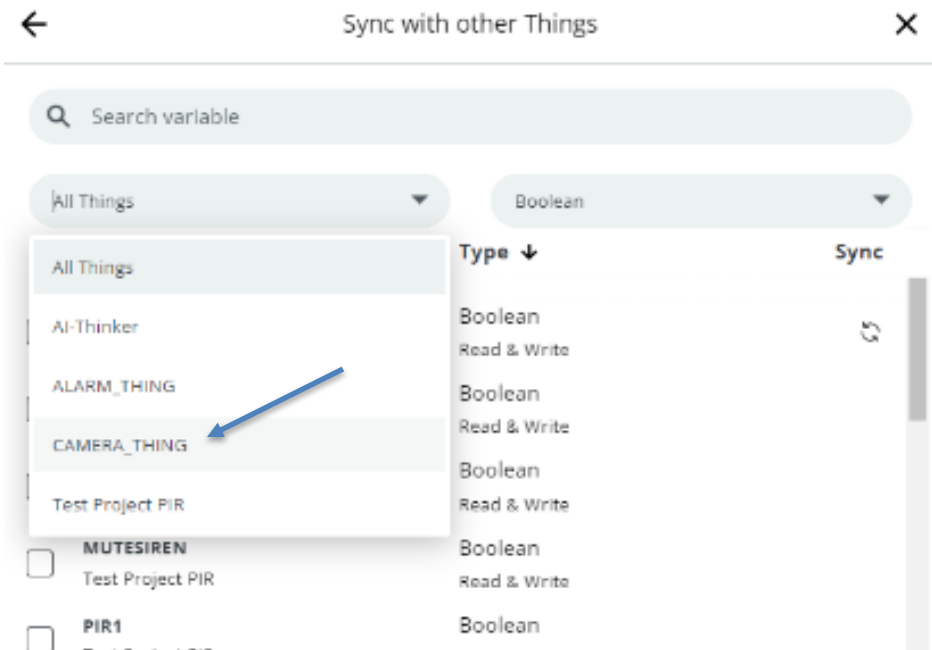 Sync with other Things
Search variable
All Things
Boolean
Type
Sync
All Things
AI-Thinker
ALARM_THING
CAMERA_THING
Test Project PIR
Boolean
Read & Write
Boolean
Read & Write
Boolean
Read & Write
MUTESIREN
Boolean
Test Project PIR
Read & Write
PIR1
Boolean